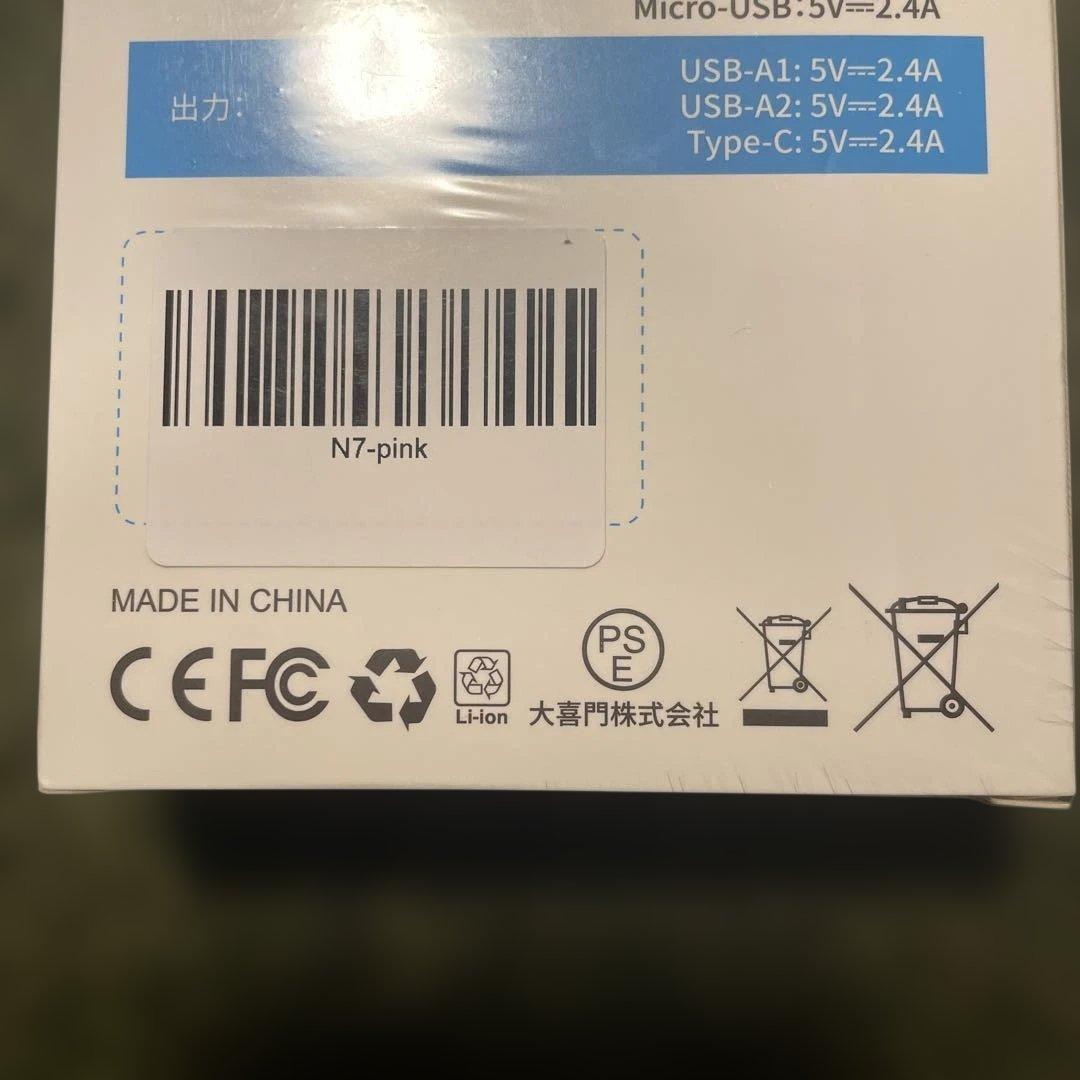 Micro-USB:5V⎓2.4A
出力:
USB-A1: 5V⎓2.4A
USB-A2: 5V⎓2.4A
Type-C: 5V⎓2.4A
N7-pink
MADE IN CHINA
CE FC
Li-ion
PS
E
大喜門株式会社